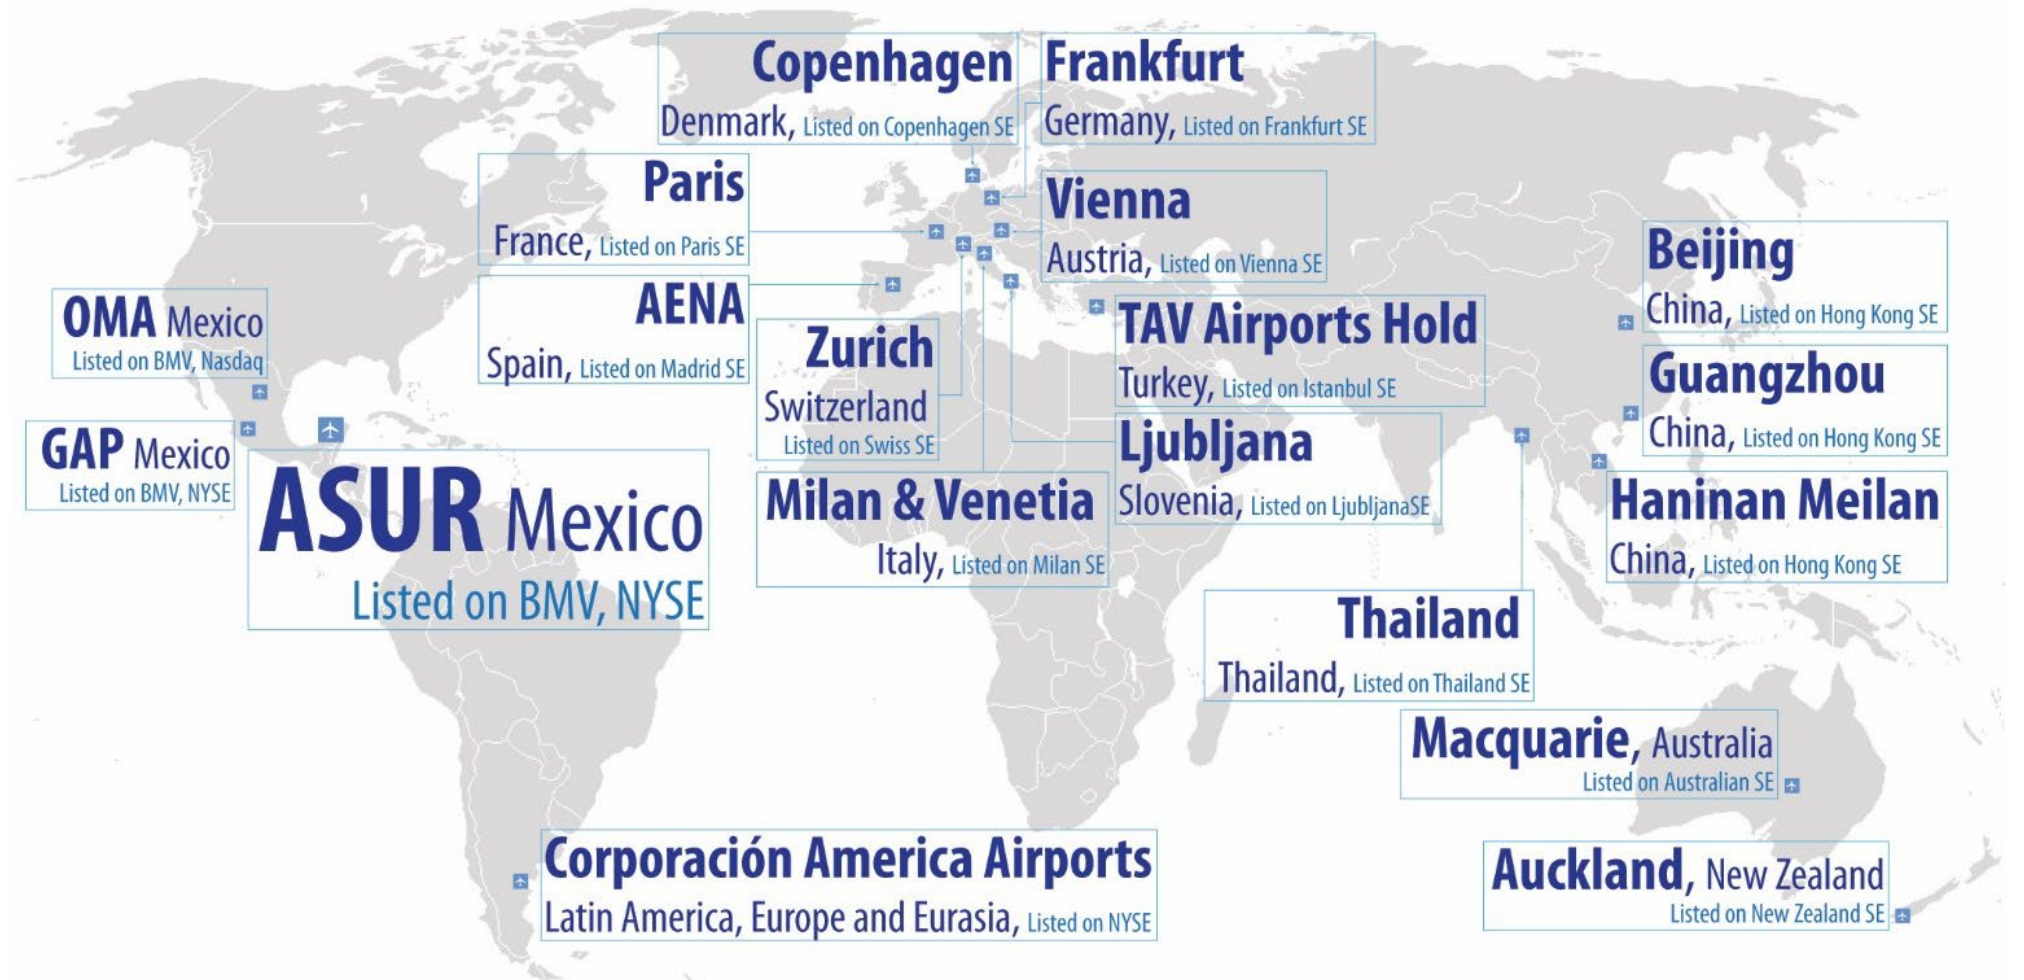 Copenhagen
Denmark, Listed on Copenhagen SE
Frankfurt
Germany, Listed on Frankfurt SE
Paris
France, Listed on Paris SE
Vienna
Austria, Listed on Vienna SE
AENA
Spain, Listed on Madrid SE
OMA Mexico
Listed on BMV, Nasdaq
GAP Mexico
Listed on BMV, NYSE
ASUR Mexico
Listed on BMV, NYSE
Zurich
Switzerland
Listed on Swiss SE
TAV Airports Hold
Turkey, Listed on Istanbul SE
Ljubljana
Slovenia, Listed on LjubljanaSE
Milan & Venetia
Italy, Listed on Milan SE
Beijing
China, Listed on Hong Kong SE
Guangzhou
China, Listed on Hong Kong SE
Haninan Meilan
China, Listed on Hong Kong SE
Thailand
Thailand, Listed on Thailand SE
Macquarie, Australia
Listed on Australian SE
Corporación America Airports
Latin America, Europe and Eurasia, Listed on NYSE
Auckland, New Zealand
Listed on New Zealand SE